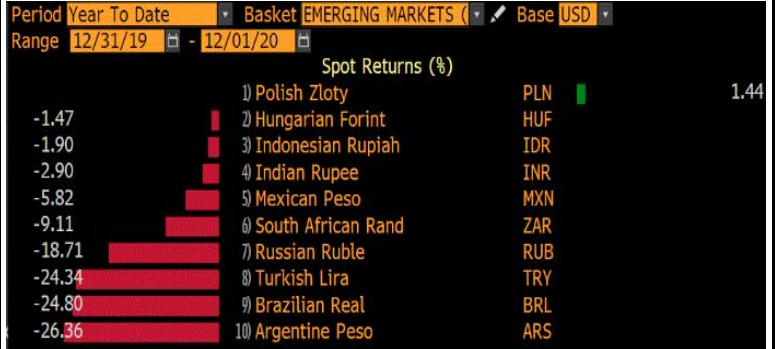 Period Year To Date Basket EMERGING MARKETS ( Base USD
Range 12/31/19 - 12/01/20
Spot Returns (%)
1) Polish Zloty PLN 1.44
-1.47 2) Hungarian Forint HUF
-1.90 3) Indonesian Rupiah IDR
-2.90 4) Indian Rupee INR
-5.82 5) Mexican Peso MXN
-9.11 6) South African Rand ZAR
-18.71 7) Russian Ruble RUB
-24.34 8) Turkish Lira TRY
-24.80 9) Brazilian Real BRL
-26.36 10) Argentine Peso ARS